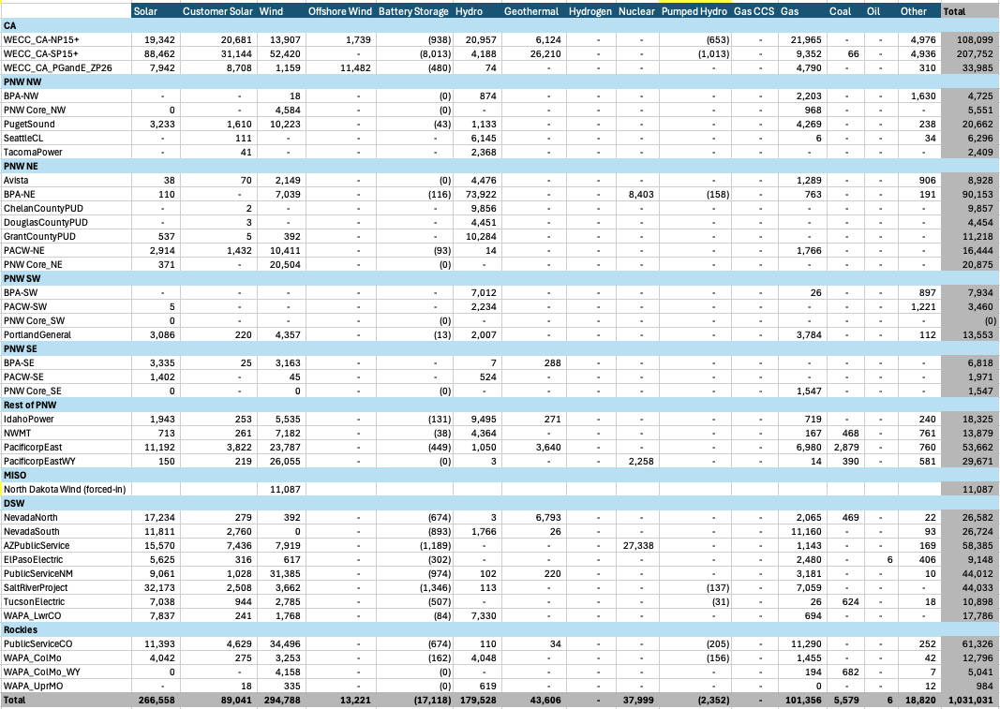 Solar Customer Solar Wind Offshore Wind Battery Storage Hydro Geothermal Hydrogen Nuclear Pumped Hydro Gas CCS Gas Coal Oil Other Total
CA
WECC_CA-NP15+ 19,342 20,681 13,907 1,739 (938) 20,957 6,124 - - (653) - 21,965 - - 4,976 108,099
WECC_CA-SP15+ 88,462 31,144 52,420 - (8,013) 4,188 26,210 - - (1,013) - 9,352 66 - 4,936 207,752
WECC_CA_PGandE_ZP26 7,942 8,708 1,159 11,482 (480) 74 - - - - - 4,790 - - 310 33,985
PNW NW
BPA-NW - - 18 - (0) 874 - - - - - 2,203 - - 1,630 4,725
PNW Core_NW 0 - 4,584 - (0) - - - - - - 968 - - - 5,551
PugetSound 3,233 1,610 10,223 - (43) 1,133 - - - - - 4,269 - - 238 20,662
SeattleCL - 111 - - - 6,145 - - - - - 6 - - 34 6,296
TacomaPower - 41 - - - 2,368 - - - - - - - - - 2,409
PNW NE
Avista 38 70 2,149 - (0) 4,476 - - - - - 1,289 - - 906 8,928
BPA-NE 110 - 7,039 - (116) 73,922 - - 8,403 (158) - 763 - - 191 90,153
ChelanCountyPUD - 2 - - - 9,856 - - - - - - - - - 9,857
DouglasCountyPUD - 3 - - - 4,451 - - - - - - - - - 4,454
GrantCountyPUD 537 5 392 - - 10,284 - - - - - - - - - 11,218
PACW-NE 2,914 1,432 10,411 - (93) 14 - - - - - 1,766 - - - 16,444
PNW Core_NE 371 - 20,504 - (0) - - - - - - - - - - 20,875
PNW SW
BPA-SW - - - - - 7,012 - - - - - 26 - - 897 7,934
PACW-SW 5 - - - - 2,234 - - - - - - - - 1,221 3,460
PNW Core_SW 0 - - - (0) - - - - - - - - - - (0)
PortlandGeneral 3,086 220 4,357 - (13) 2,007 - - - - - 3,784 - - 112 13,553
PNW SE
BPA-SE 3,335 25 3,163 - - 7 288 - - - - - - - - 6,818
PACW-SE 1,402 - 45 - - 524 - - - - - - - - - 1,971
PNW Core_SE 0 - 0 - (0) - - - - - - 1,547 - - - 1,547
Rest of PNW
IdahoPower 1,943 253 5,535 - (131) 9,495 271 - - - - 719 - - 240 18,325
NWMT 713 261 7,182 - (38) 4,364 - - - - - 167 468 - 761 13,879
PacificorpEast 11,192 3,822 23,787 - (449) 1,050 3,640 - - - - 6,980 2,879 - 760 53,662
PacificorpEastWY 150 219 26,055 - (0) 3 - - 2,258 - - 14 390 - 581 29,671
MISO
North Dakota Wind (forced-in) 11,087 11,087
DSW
NevadaNorth 17,234 279 392 - (674) 3 6,793 - - - - 2,065 469 - 22 26,582
NevadaSouth 11,811 2,760 0 - (893) 1,766 26 - - - - 11,160 - - 93 26,724
AZPublicService 15,570 7,436 7,919 - (1,189) - - - 27,338 - - 1,143 - - 169 58,385
ElPasoElectric 5,625 316 617 - (302) - - - - - - 2,480 - 6 406 9,148
PublicServiceNM 9,061 1,028 31,385 - (974) 102 220 - - - - 3,181 - - 10 44,012
SaltRiverProject 32,173 2,508 3,662 - (1,346) 113 - - - (137) - 7,059 - - - 44,033
TucsonElectric 7,038 944 2,785 - (507) - - - - (31) - 26 624 - 18 10,898
WAPA_LwrCO 7,837 241 1,768 - (84) 7,330 - - - - - 694 - - - 17,786
Rockies
PublicServiceCO 11,393 4,629 34,496 - (674) 110 34 - - (205) - 11,290 - - 252 61,326
WAPA_ColMo 4,042 275 3,253 - (162) 4,048 - - - (156) - 1,455 - - 42 12,796
WAPA_ColMo_WY 0 - 4,158 - (0) - - - - - - 194 682 - 7 5,041
WAPA_UprMO - 18 335 - (0) 619 - - - - - 0 - - 12 984
Total 266,558 89,041 294,788 13,221 (17,118) 179,528 43,606 - 37,999 (2,352) - 101,356 5,579 6 18,820 1,031,031